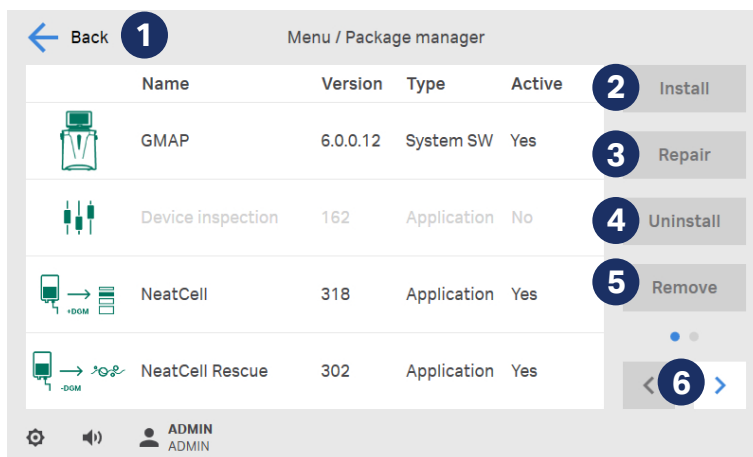 Back 1 Menu / Package manager
Name Version Type Active
2 Install
GMAP 6.0.0.12 System SW Yes
3 Repair
Device inspection 162 Application No
4 Uninstall
5 Remove
NeatCell 318 Application Yes
+DGM
NeatCell Rescue 302 Application Yes
-DGM
6
ADMIN
ADMIN